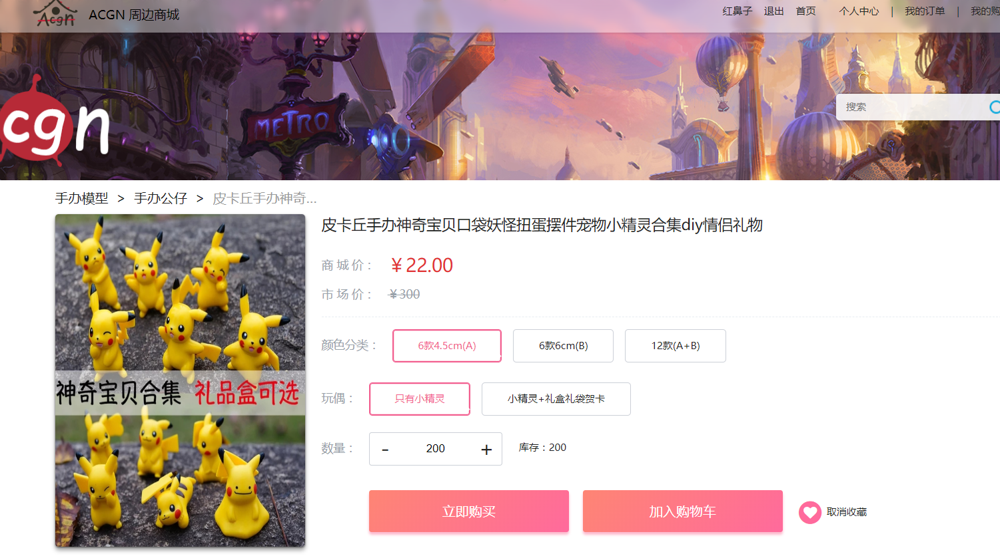 Acgn
ACGN 周边商城
红鼻子 退出 首页 个人中心 | 我的订单 | 我的购
METRO
cgn
搜索
手办模型 > 手办公仔 > 皮卡丘手办神奇...
皮卡丘手办神奇宝贝口袋妖怪扭蛋摆件宠物小精灵合集diy情侣礼物
商城价： ¥22.00
市场价： ¥300
颜色分类： 6款4.5cm(A) 6款6cm(B) 12款(A+B)
神奇宝贝合集 礼品盒可选
玩偶： 只有小精灵 小精灵+礼盒礼袋贺卡
数量： - 200 + 库存：200
立即购买 加入购物车 取消收藏